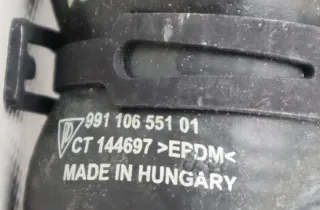 991 106 551 01
CT 144697 >EPDM<
MADE IN HUNGARY